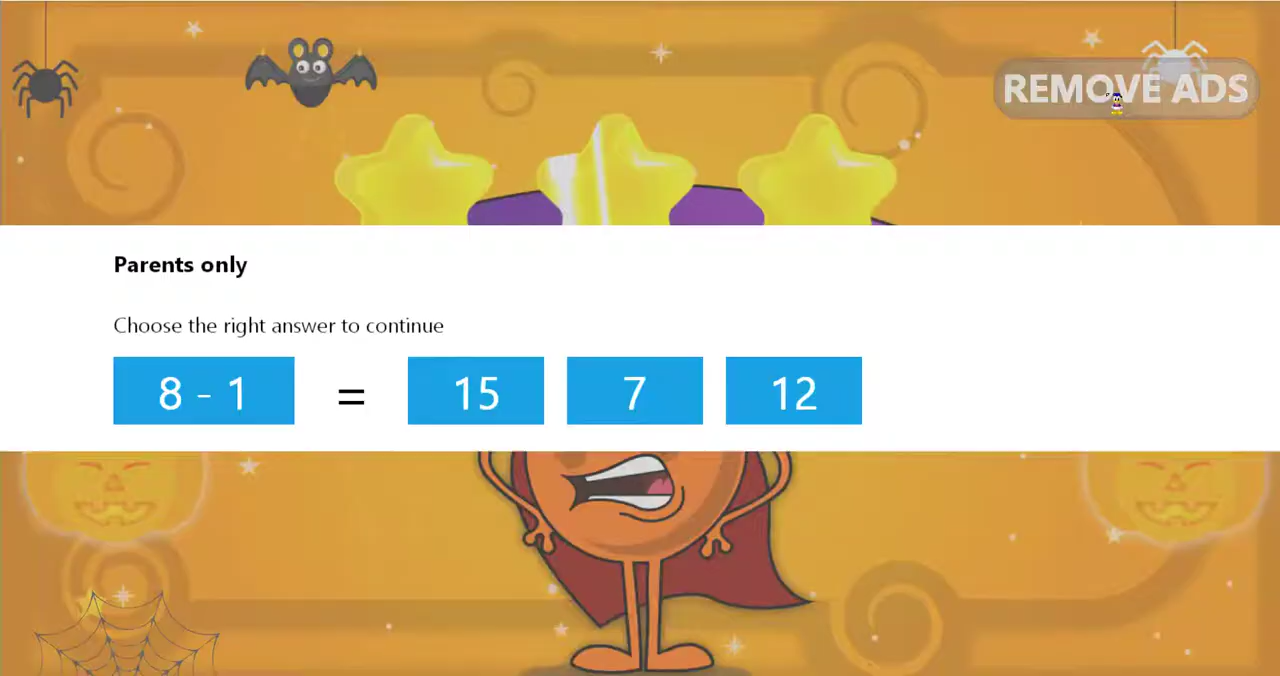 REMOVE ADS
Parents only
Choose the right answer to continue
8 - 1 = 15 7 12